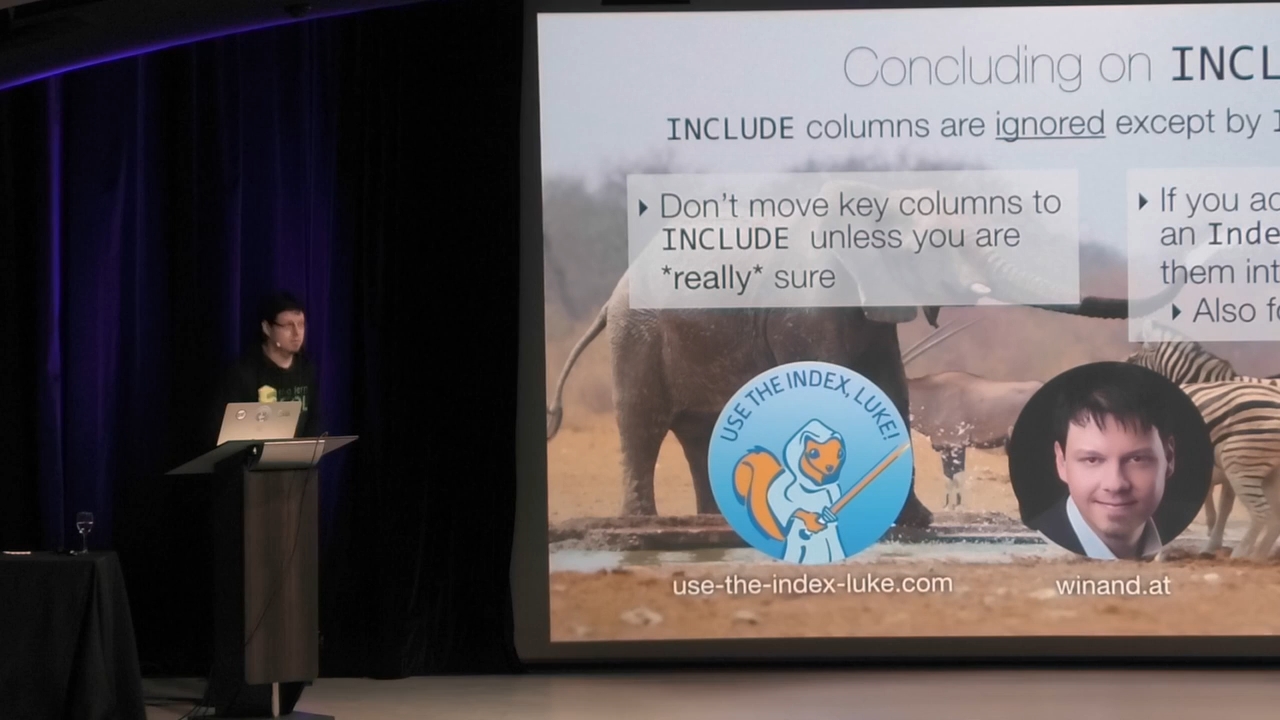 Concluding on INCL
INCLUDE columns are ignored except by I
▸ Don't move key columns to
INCLUDE unless you are
*really* sure
▸ If you ad
an Inde
them int
▸ Also fo
USE THE INDEX, LUKE!
use-the-index-luke.com
winand.at